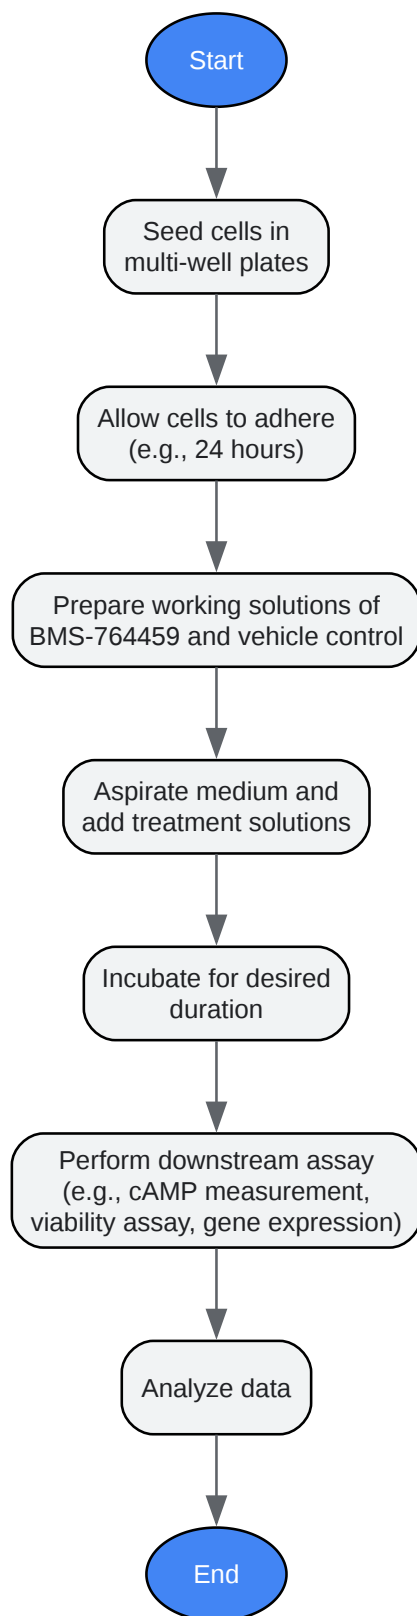 Start
Seed cells in
multi-well plates
Allow cells to adhere
(e.g., 24 hours)
Prepare working solutions of
BMS-764459 and vehicle control
Aspirate medium and
add treatment solutions
Incubate for desired
duration
Perform downstream assay
(e.g., cAMP measurement,
viability assay, gene expression)
Analyze data
End